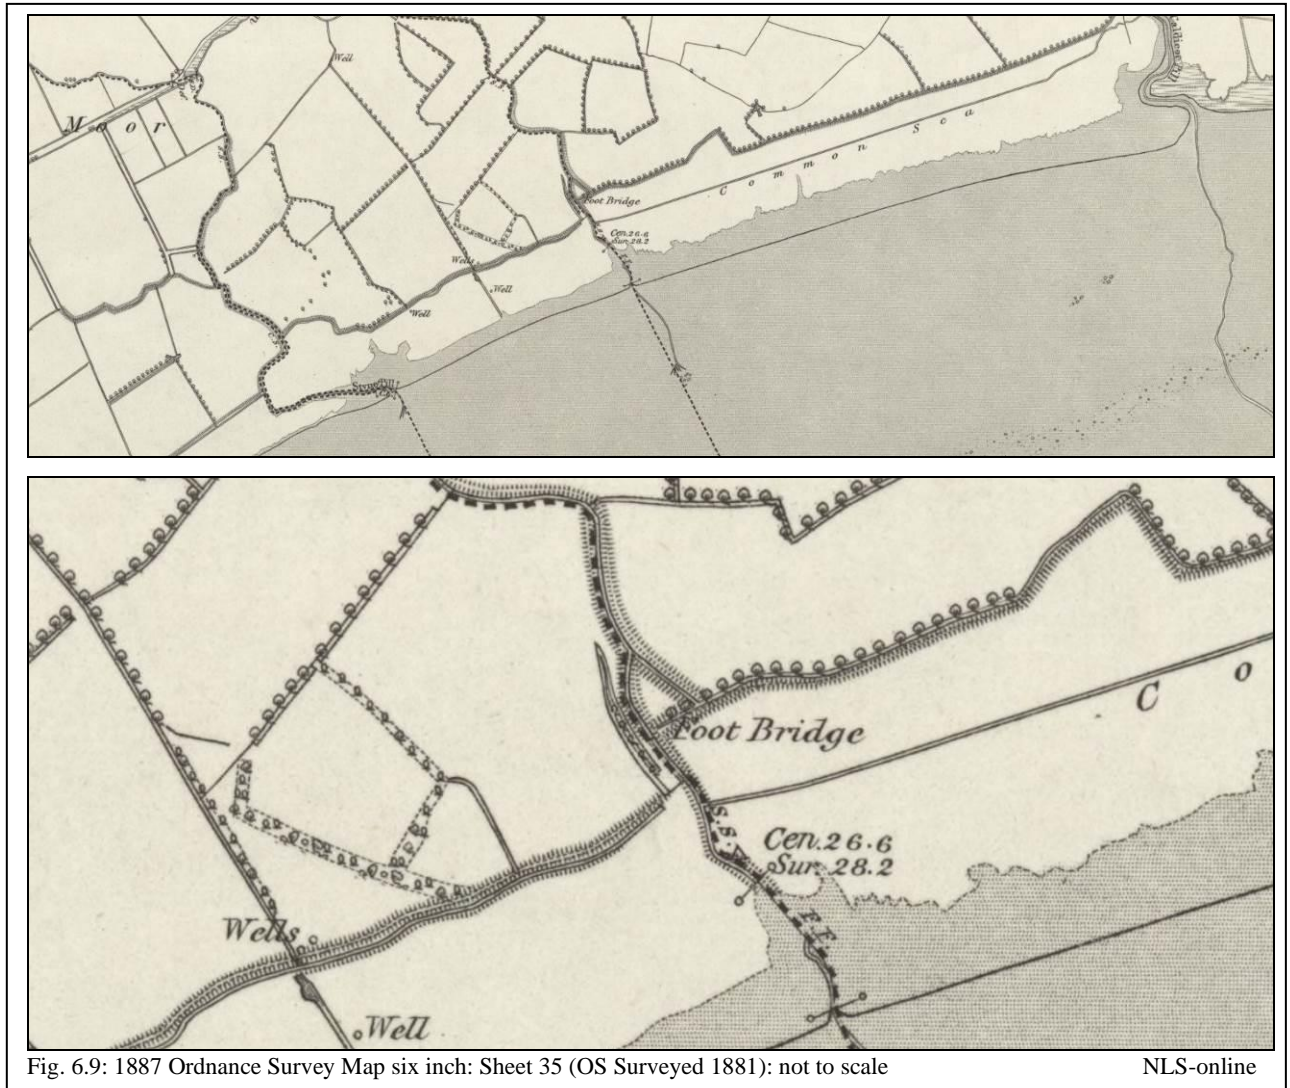 Well
Moor
Common Sea
Foot Bridge
Cen. 26.6
Sur. 28.2
Wells
Well
Well
Foot Bridge
C o
S.S.
Cen. 26.6
Sur. 28.2
F.F.
Wells
Well
Fig. 6.9: 1887 Ordnance Survey Map six inch: Sheet 35 (OS Surveyed 1881): not to scale NLS-online